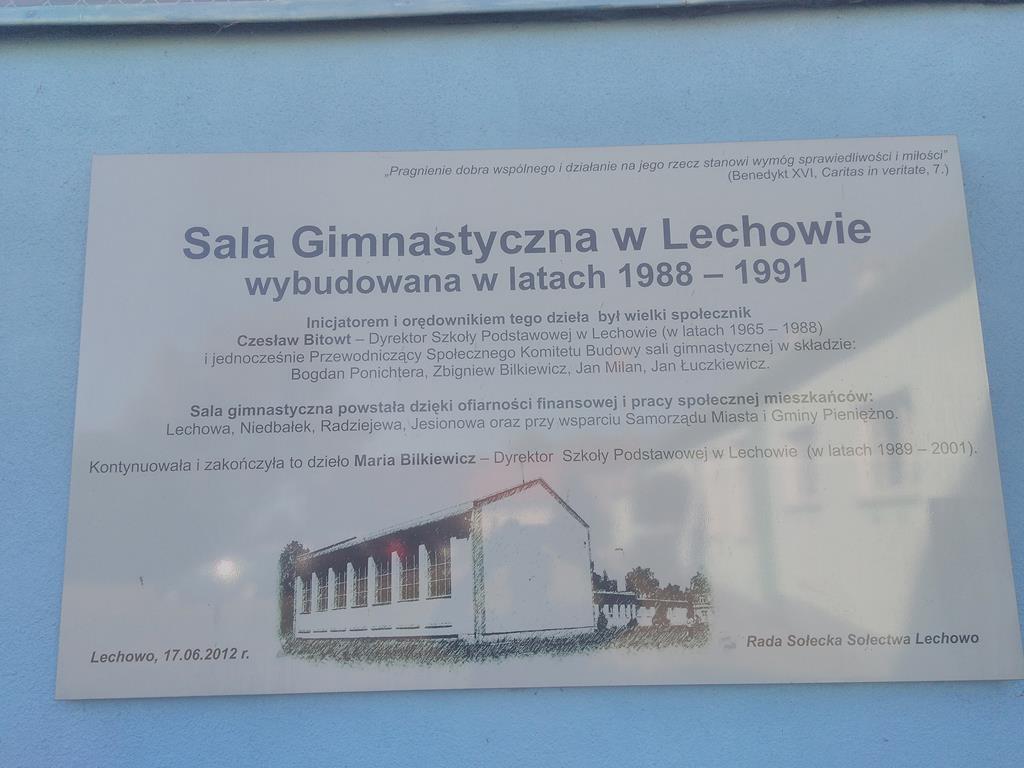 „Pragnienie dobra wspólnego i działanie na jego rzecz stanowi wymóg sprawiedliwości i miłości”
(Benedykt XVI, Caritas in veritate, 7.)
Sala Gimnastyczna w Lechowie
wybudowana w latach 1988 – 1991
Inicjatorem i orędownikiem tego dzieła był wielki społecznik
Czesław Bitowt – Dyrektor Szkoły Podstawowej w Lechowie (w latach 1965 – 1988)
i jednocześnie Przewodniczący Społecznego Komitetu Budowy sali gimnastycznej w składzie:
Bogdan Ponichtera, Zbigniew Bilkiewicz, Jan Milan, Jan Łuczkiewicz.
Sala gimnastyczna powstała dzięki ofiarności finansowej i pracy społecznej mieszkańców:
Lechowa, Niedbałek, Radziejewa, Jesionowa oraz przy wsparciu Samorządu Miasta i Gminy Pieniężno.
Kontynuowała i zakończyła to dzieło Maria Bilkiewicz – Dyrektor Szkoły Podstawowej w Lechowie (w latach 1989 – 2001).
Lechowo, 17.06.2012 r.
Rada Sołecka Sołectwa Lechowo